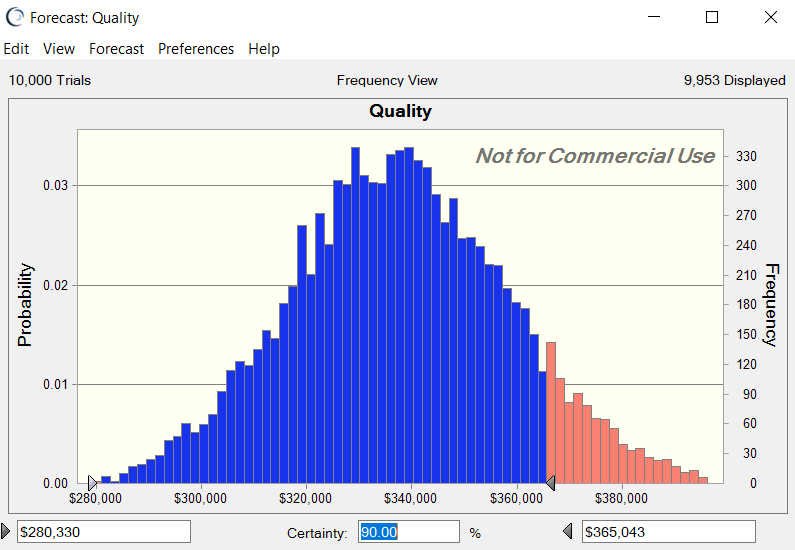 Forecast: Quality
Edit View Forecast Preferences Help
10,000 Trials Frequency View 9,953 Displayed
Quality
Not for Commercial Use
Probability
0.03
0.02
0.01
0.00
330
300
270
240
210
180
150
120
90
60
30
0
Frequency
$280,000 $300,000 $320,000 $340,000 $360,000 $380,000
$280,330 Certainty: 90.00 % $365,043